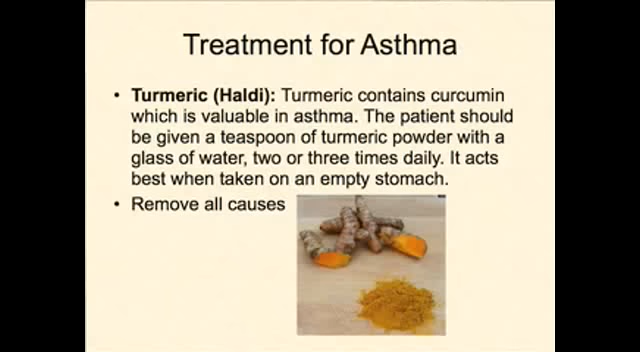 Treatment for Asthma
• Turmeric (Haldi): Turmeric contains curcumin
which is valuable in asthma. The patient should
be given a teaspoon of turmeric powder with a
glass of water, two or three times daily. It acts
best when taken on an empty stomach.
• Remove all causes